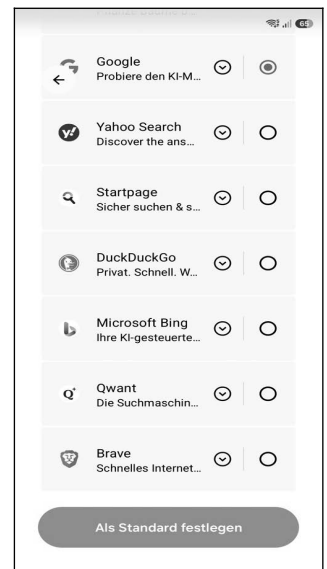 65
Google
Probiere den KI-M...
Yahoo Search
Discover the ans...
Startpage
Sicher suchen & s...
DuckDuckGo
Privat. Schnell. W...
Microsoft Bing
Ihre KI-gesteuerte...
Qwant
Die Suchmaschin...
Brave
Schnelles Internet...
Als Standard festlegen